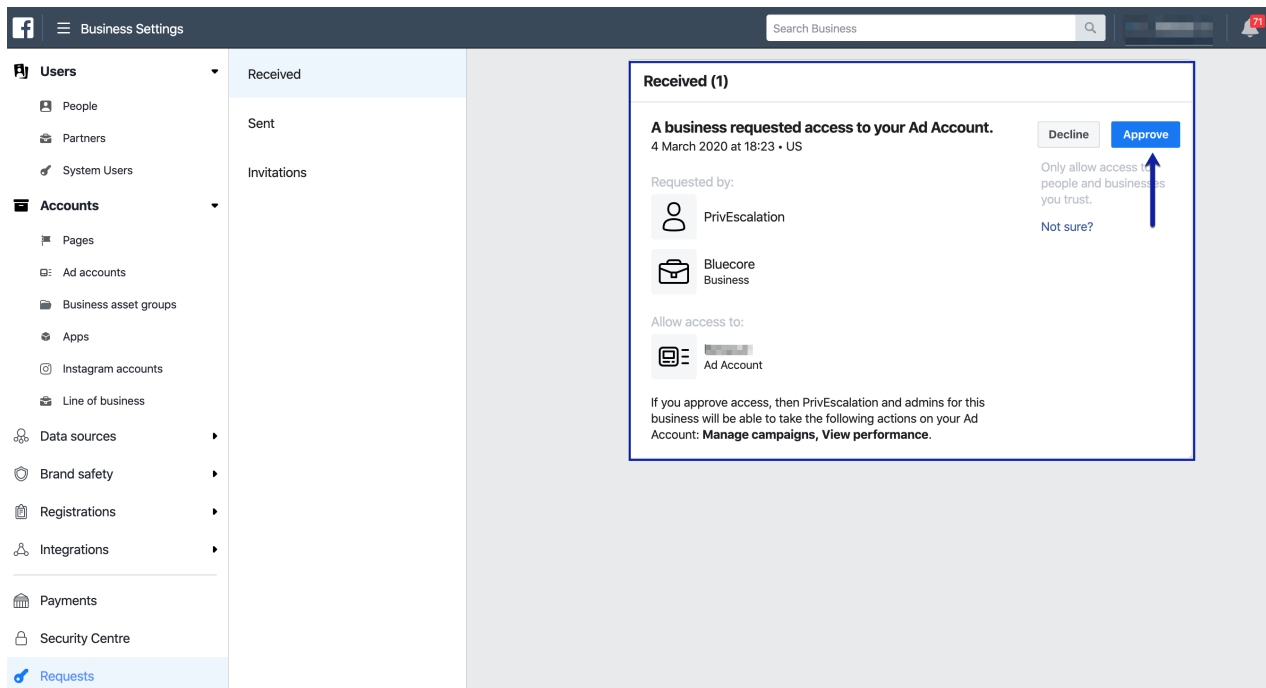 Business Settings
Search Business
71
Users
People
Partners
System Users
Accounts
Pages
Ad accounts
Business asset groups
Apps
Instagram accounts
Line of business
Data sources
Brand safety
Registrations
Integrations
Payments
Security Centre
Requests
Received
Sent
Invitations
Received (1)
A business requested access to your Ad Account.
4 March 2020 at 18:23 • US
Decline
Approve
Only allow access to
people and businesses
you trust.
Not sure?
Requested by:
PrivEscalation
Bluecore
Business
Allow access to:
Ad Account
If you approve access, then PrivEscalation and admins for this
business will be able to take the following actions on your Ad
Account: Manage campaigns, View performance.